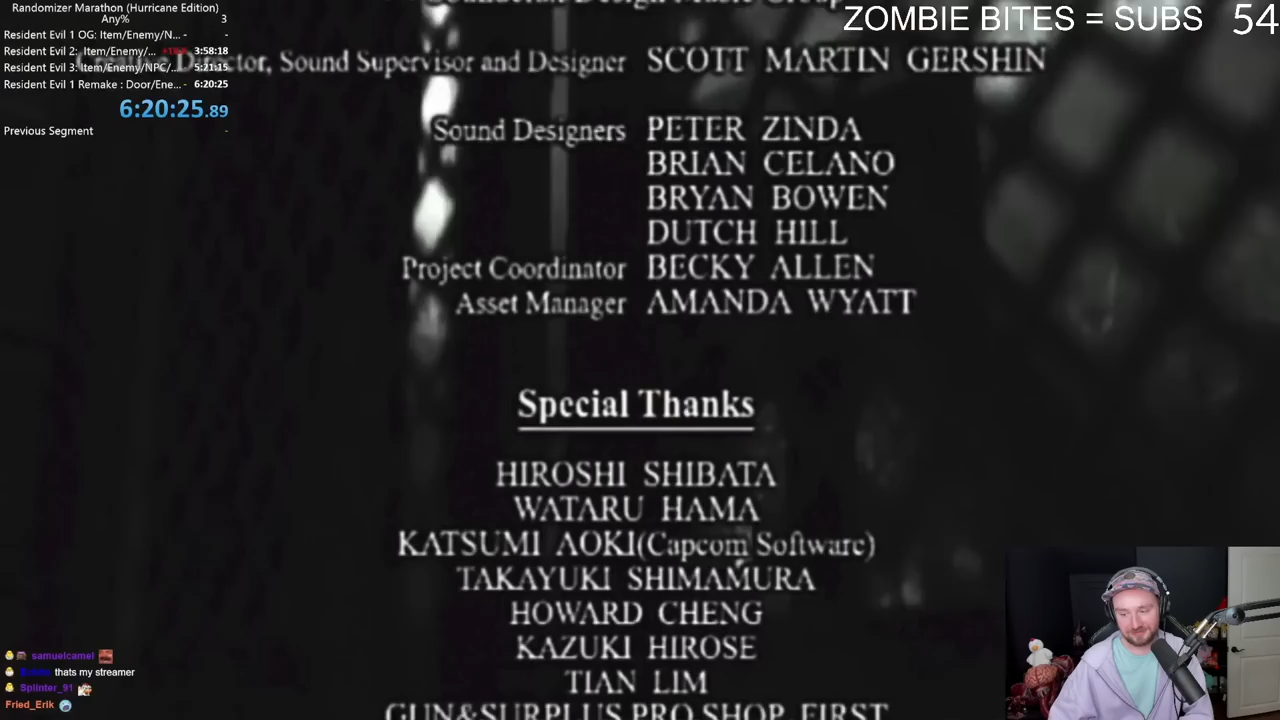 Randomizer Marathon (Hurricane Edition)
Any% 3
Resident Evil 1 OG: Item/Enemy/N... - -
Resident Evil 2: Item/Enemy/... 3:58:18
Resident Evil 3: Item/Enemy/NPC/... 5:21:15
Resident Evil 1 Remake : Door/Ene... - 6:20:25
6:20:25.89
Previous Segment -
ZOMBIE BITES = SUBS 54
Sound Supervisor and Designer SCOTT MARTIN GERSHIN
Sound Designers PETER ZINDA
BRIAN CELANO
BRYAN BOWEN
DUTCH HILL
Project Coordinator BECKY ALLEN
Asset Manager AMANDA WYATT
Special Thanks
HIROSHI SHIBATA
WATARU HAMA
KATSUMI AOKI(Capcom Software)
TAKAYUKI SHIMAMURA
HOWARD CHENG
KAZUKI HIROSE
TIAN LIM
GUN&SURPLUS PRO SHOP FIRST
samuelcamel
thats my streamer
Splinter_91
Fried_Erik